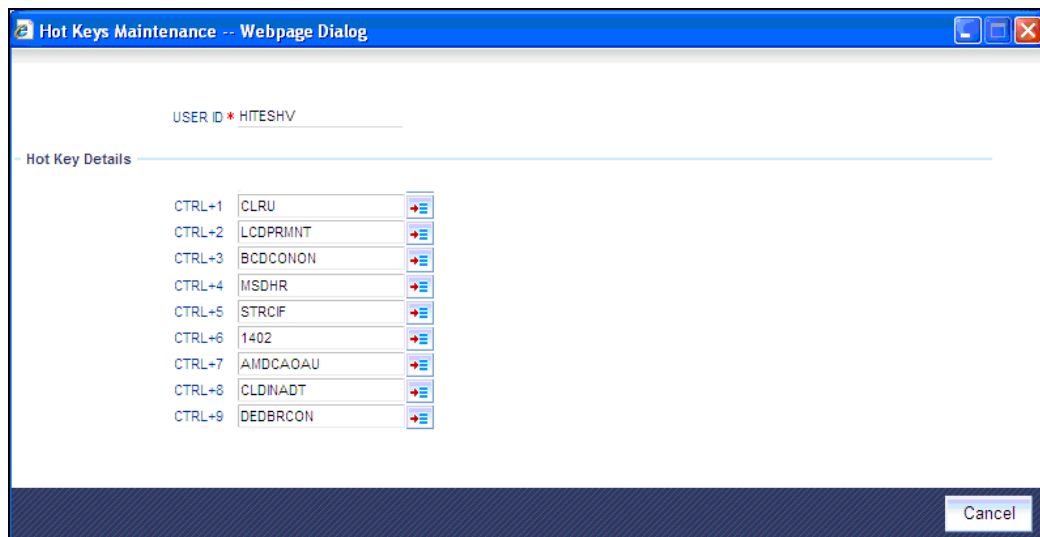 Hot Keys Maintenance -- Webpage Dialog
USER ID * HITESHV
Hot Key Details
CTRL+1 CLRU
CTRL+2 LCDPRMNT
CTRL+3 BCDCONON
CTRL+4 MSDHR
CTRL+5 STRCIF
CTRL+6 1402
CTRL+7 AMDCAOAU
CTRL+8 CLDINADT
CTRL+9 DEDBRCON
Cancel